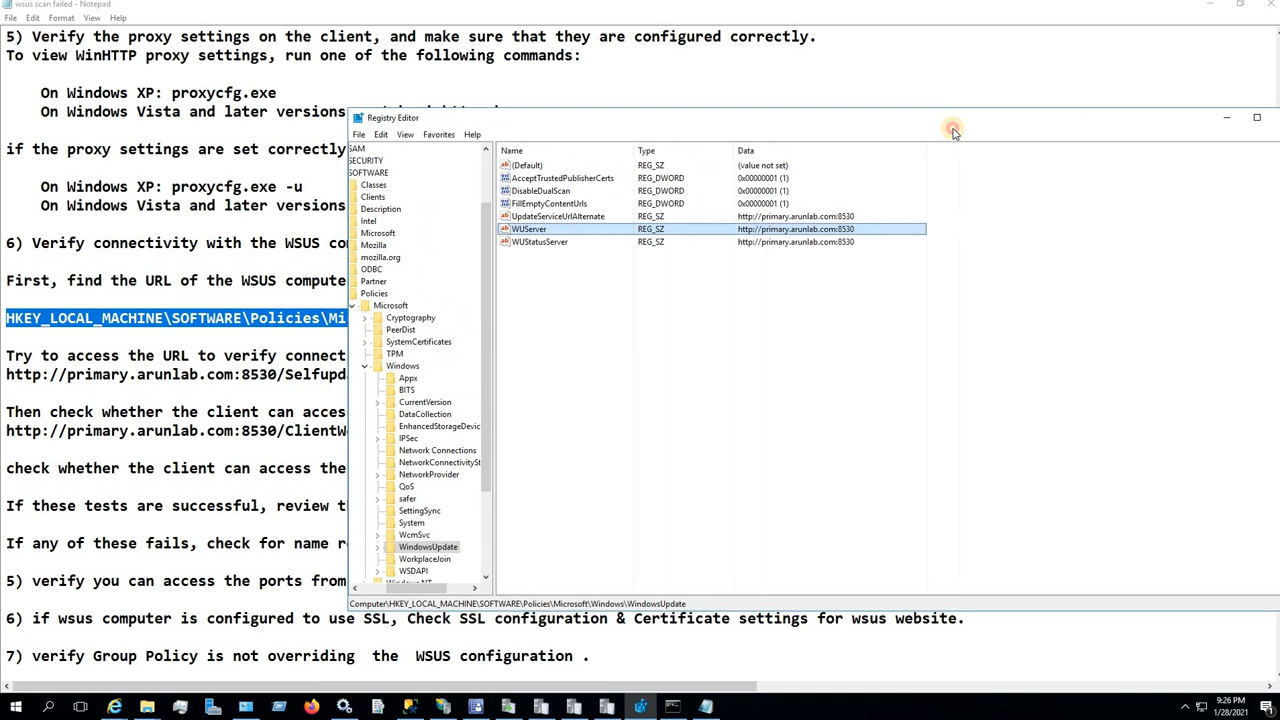 wsus scan failed - Notepad
File Edit Format View Help
5) Verify the proxy settings on the client, and make sure that they are configured correctly.
To view WinHTTP proxy settings, run one of the following commands:
On Windows XP: proxycfg.exe
On Windows Vista and later versions
if the proxy settings are set correctly
On Windows XP: proxycfg.exe -u
On Windows Vista and later versions
6) Verify connectivity with the WSUS co
First, find the URL of the WSUS compute
HKEY_LOCAL_MACHINE\SOFTWARE\Policies\Mi
Try to access the URL to verify connect
http://primary.arunlab.com:8530/Selfupd
Then check whether the client can acces
http://primary.arunlab.com:8530/ClientW
check whether the client can access the
If these tests are successful, review t
If any of these fails, check for name r
5) verify you can access the ports from
6) if wsus computer is configured to use SSL, Check SSL configuration & Certificate settings for wsus website.
7) verify Group Policy is not overriding the WSUS configuration .
Registry Editor
File Edit View Favorites Help
SAM
SECURITY
SOFTWARE
Classes
Clients
Description
Intel
Microsoft
Mozilla
mozilla.org
ODBC
Partner
Policies
Microsoft
Cryptography
PeerDist
SystemCertificates
TPM
Windows
Appx
BITS
CurrentVersion
DataCollection
EnhancedStorageDevic
IPSec
Network Connections
NetworkConnectivitySt
NetworkProvider
QoS
safer
SettingSync
System
WcmSvc
WindowsUpdate
WorkplaceJoin
WSDAPI
Name Type Data
(Default) REG_SZ (value not set)
AcceptTrustedPublisherCerts REG_DWORD 0x00000001 (1)
DisableDualScan REG_DWORD 0x00000001 (1)
FillEmptyContentUrls REG_DWORD 0x00000001 (1)
UpdateServiceUrlAlternate REG_SZ http://primary.arunlab.com:8530
WUServer REG_SZ http://primary.arunlab.com:8530
WUStatusServer REG_SZ http://primary.arunlab.com:8530
Computer\HKEY_LOCAL_MACHINE\SOFTWARE\Policies\Microsoft\Windows\WindowsUpdate
9:26 PM
1/28/2021